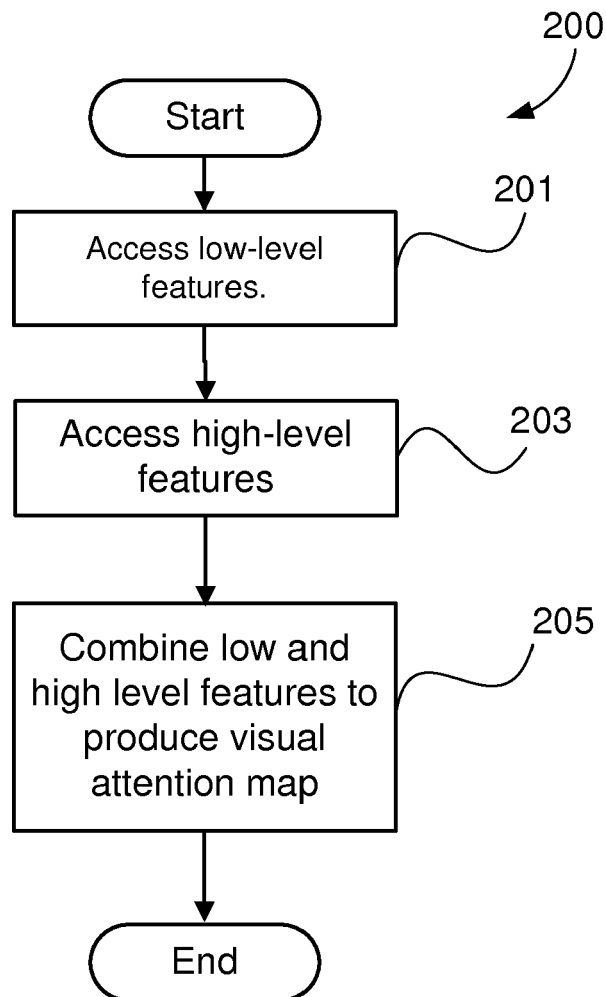 200
Start
201
Access low-level
features.
203
Access high-level
features
205
Combine low and
high level features to
produce visual
attention map
End